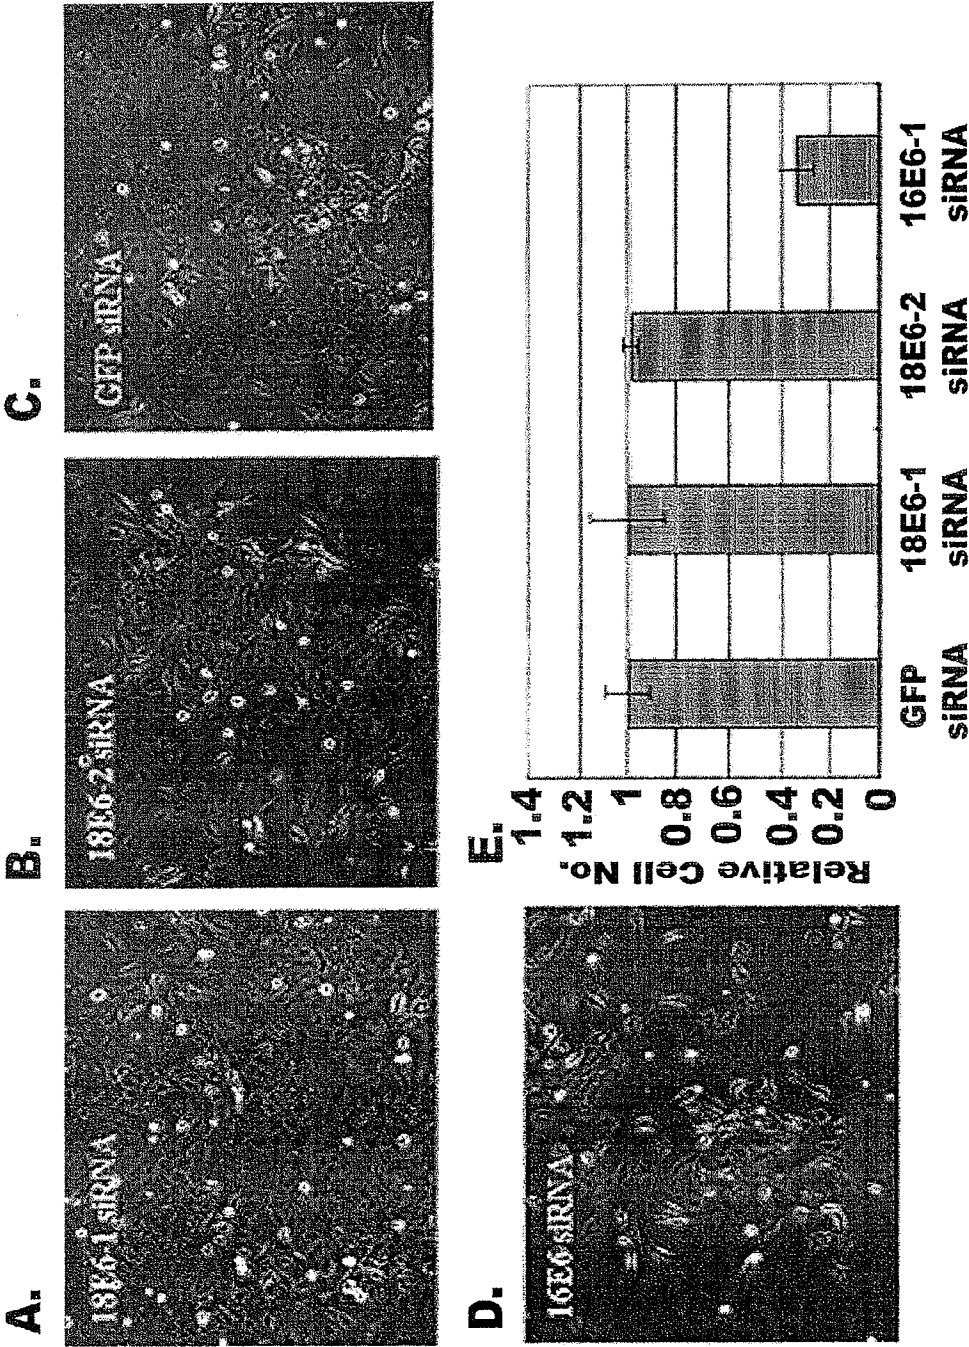 A.
18E6-1 siRNA
B.
18E6-2 siRNA
C.
GFP siRNA
D.
16E6 siRNA
E.
Relative Cell No.
1.4
1.2
1
0.8
0.6
0.4
0.2
0
GFP siRNA
18E6-1 siRNA
18E6-2 siRNA
16E6-1 siRNA